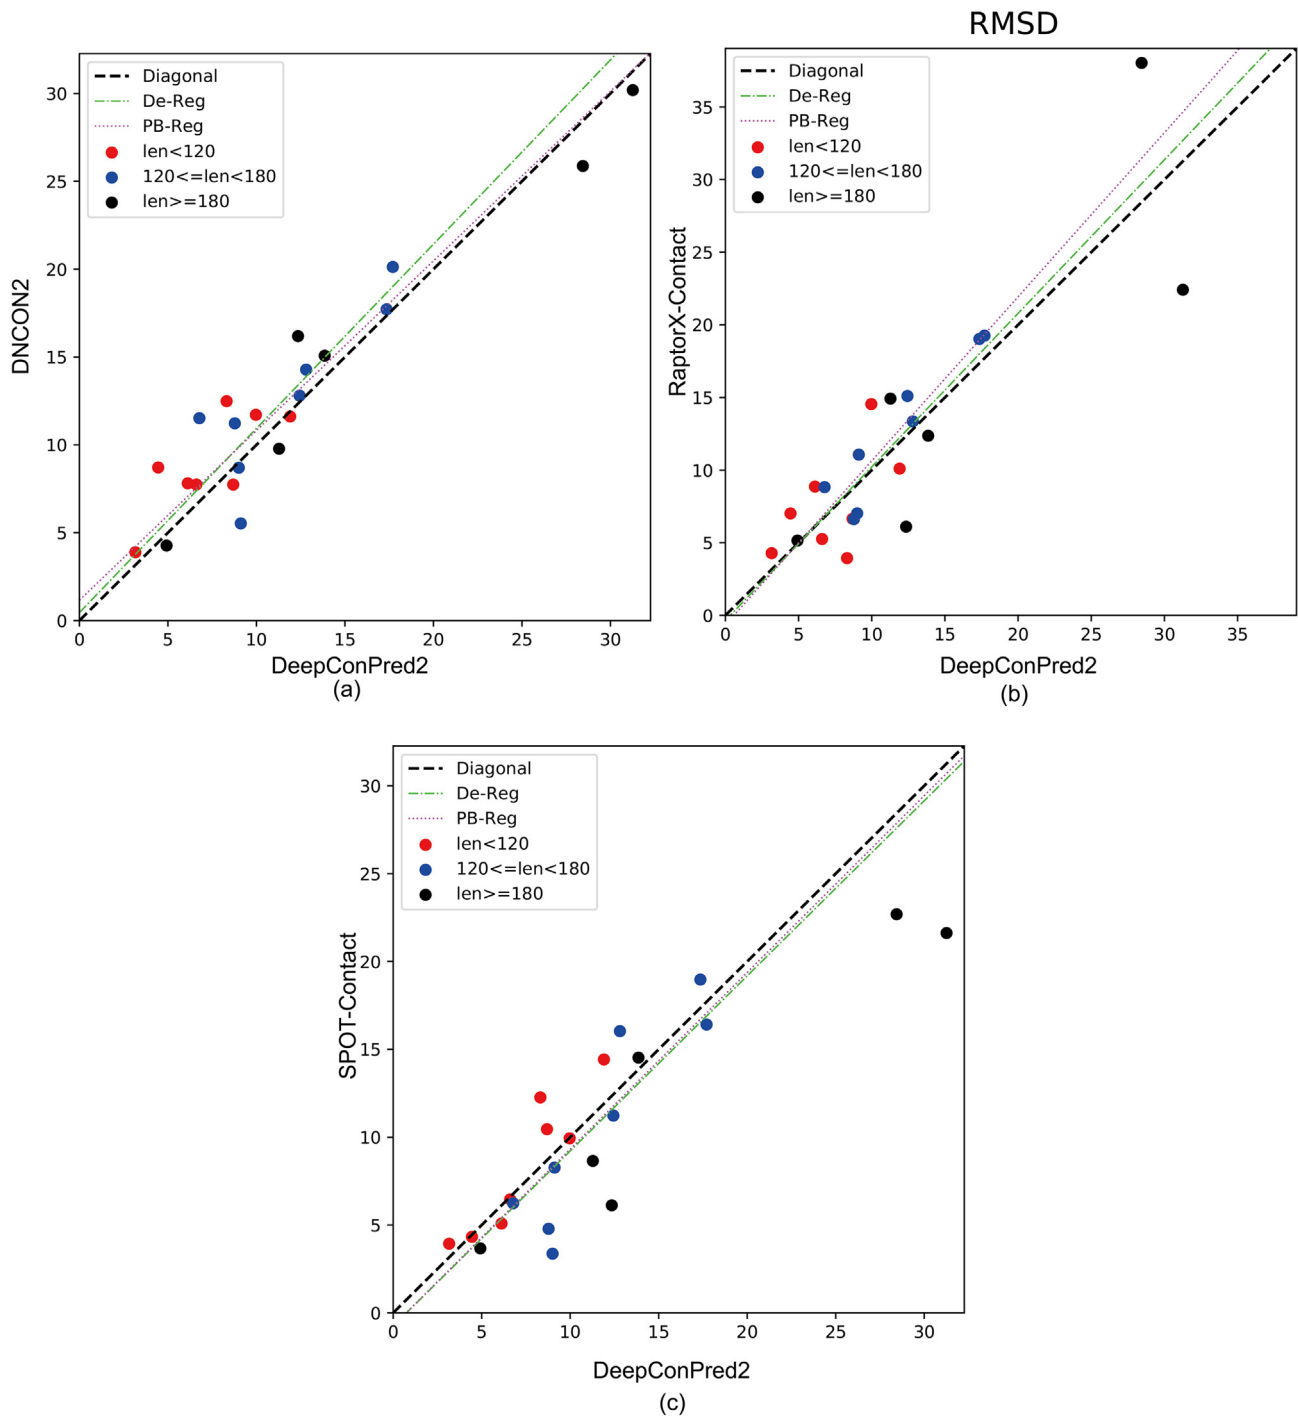 RMSD
Diagonal
De-Reg
PB-Reg
len<120
120<=len<180
len>=180
30
25
20
15
10
5
0
0 5 10 15 20 25 30
DNCON2
DeepConPred2
(a)
Diagonal
De-Reg
PB-Reg
len<120
120<=len<180
len>=180
35
30
25
20
15
10
5
0
0 5 10 15 20 25 30 35
RaptorX-Contact
DeepConPred2
(b)
Diagonal
De-Reg
PB-Reg
len<120
120<=len<180
len>=180
30
25
20
15
10
5
0
0 5 10 15 20 25 30
SPOT-Contact
DeepConPred2
(c)